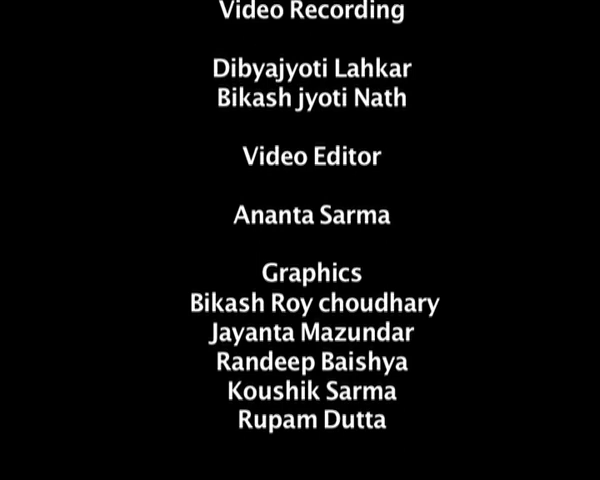 Video Recording
Dibyajyoti Lahkar
Bikash jyoti Nath
Video Editor
Ananta Sarma
Graphics
Bikash Roy choudhary
Jayanta Mazundar
Randeep Baishya
Koushik Sarma
Rupam Dutta